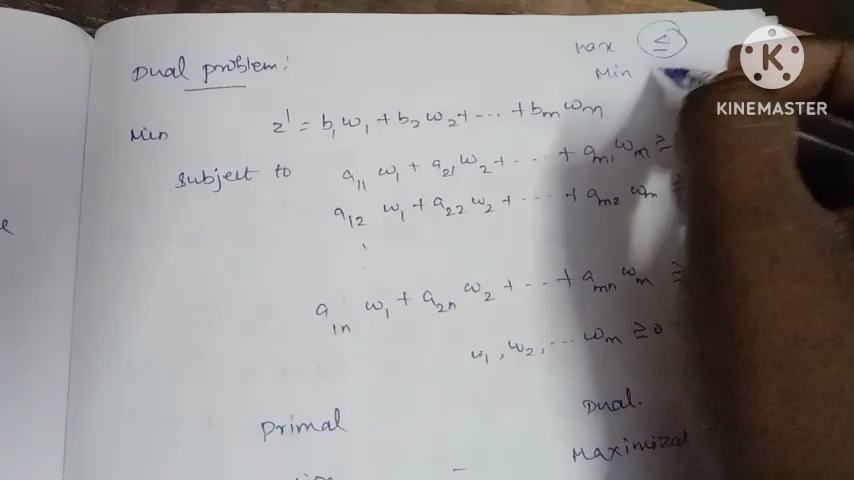 Max ≤
Dual problem:
Min
K
KINEMASTER
Min z' = b₁w₁ + b₂w₂ + ... + bₘwₘ
Subject to a₁₁ w₁ + a₂₁ w₂ + ... + aₘ₁ wₘ ≥
a₁₂ w₁ + a₂₂ w₂ + ... + aₘ₂ wₘ ≥
⋮
a₁ₙ w₁ + a₂ₙ w₂ + ... + aₘₙ wₘ ≥
w₁, w₂, ... wₘ ≥ 0
Primal Dual.
Maximizat